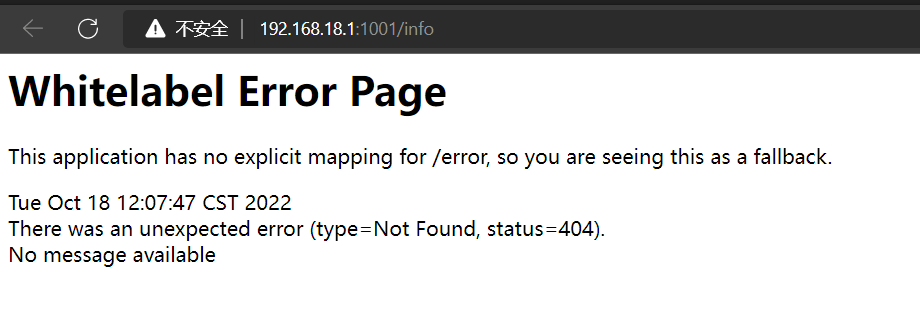 不安全 | 192.168.18.1:1001/info
Whitelabel Error Page
This application has no explicit mapping for /error, so you are seeing this as a fallback.
Tue Oct 18 12:07:47 CST 2022
There was an unexpected error (type=Not Found, status=404).
No message available